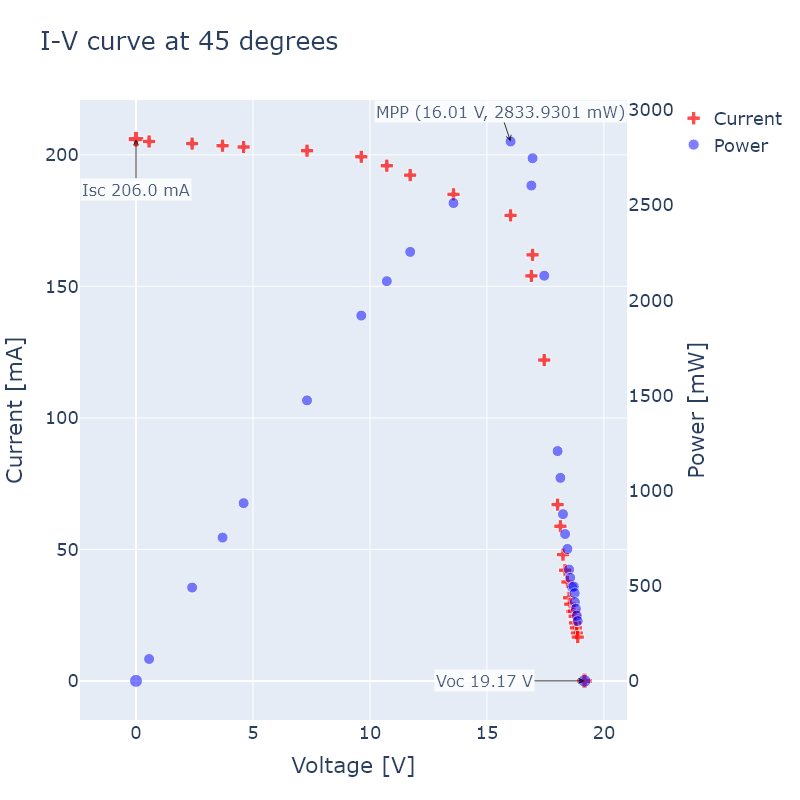 I-V curve at 45 degrees
MPP (16.01 V, 2833.9301 mW)
Current
Power
Isc 206.0 mA
Voc 19.17 V
200
150
100
50
0
Current [mA]
3000
2500
2000
1500
1000
500
0
Power [mW]
0
5
10
15
20
Voltage [V]